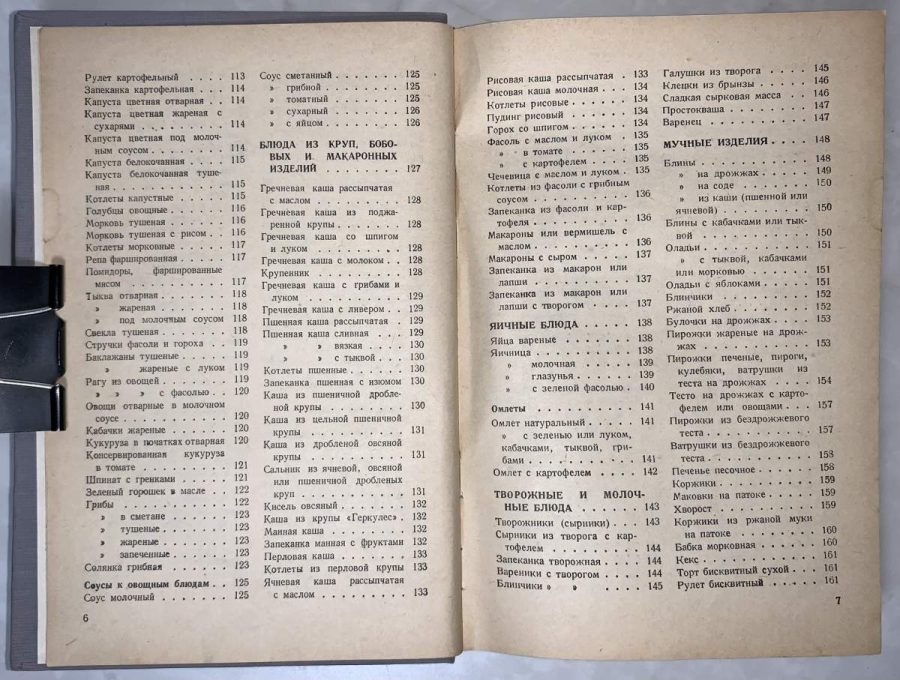 Рулет картофельный . . . . 113
Запеканка картофельная . . . 114
Капуста цветная отварная . . 114
Капуста цветная жареная с
сухарями . . . . . . . . . 114
Капуста цветная под молоч-
ным соусом . . . . . . . . 114
Капуста белокочанная . . . . 115
Капуста белокочанная туше-
ная . . . . . . . . . . . . 115
Котлеты капустные . . . . . 115
Голубцы овощные . . . . . . 116
Морковь тушеная . . . . . . 116
Морковь тушеная с рисом . . 116
Котлеты морковные . . . . . 117
Репа фаршированная . . . . . 117
Помидоры, фаршированные
мясом . . . . . . . . . . . 117
Тыква отварная . . . . . . . 118
» жареная . . . . . . . 118
» под молочным соусом 118
Свекла тушеная . . . . . . . 118
Стручки фасоли и гороха . . 119
Баклажаны тушеные . . . . . 119
» жареные с луком 119
Рагу из овощей . . . . . . . 119
» » » с фасолью . . 120
Овощи отварные в молочном
соусе . . . . . . . . . . . 120
Кабачки жареные . . . . . . 120
Кукуруза в початках отварная 120
Консервированная кукуруза
в томате . . . . . . . . . 121
Шпинат с гренками . . . . . 121
Зеленый горошек в масле . . 122
Грибы . . . . . . . . . . . 122
» в сметане . . . . . . 123
» тушеные . . . . . . . 123
» жареные . . . . . . . 123
» запеченные . . . . . . 123
Солянка грибная . . . . . . 123
Соусы к овощным блюдам . . 125
Соус молочный . . . . . . . 125
6
Соус сметанный . . . . . . . 125
» грибной . . . . . . . . 125
» томатный . . . . . . . 125
» сухарный . . . . . . . 126
» с яйцом . . . . . . . . 126
БЛЮДА ИЗ КРУП, БОБО-
ВЫХ И МАКАРОННЫХ
ИЗДЕЛИЙ . . . . . . . . 127
Гречневая каша рассыпчатая
с маслом . . . . . . . . . 128
Гречневая каша из поджа-
ренной крупы . . . . . . . 128
Гречневая каша со шпигом
и луком . . . . . . . . . . 128
Гречневая каша с молоком . . 128
Крупеник . . . . . . . . . . 128
Гречневая каша с грибами и
луком . . . . . . . . . . . 129
Гречневая каша с ливером . . 129
Пшенная каша рассыпчатая . . 129
Пшенная каша сливная . . . . 129
» » вязкая . . . . 130
» » с тыквой . . . 130
Котлеты пшенные . . . . . . 130
Запеканка пшенная с изюмом 130
Каша из пшеничной дробле-
ной крупы . . . . . . . . . 130
Каша из цельной пшеничной
крупы . . . . . . . . . . . 131
Каша из дробленой овсяной
крупы . . . . . . . . . . . 131
Сальник из ячневой, овсяной
или пшеничной дробленых
круп . . . . . . . . . . . 131
Кисель овсяный . . . . . . . 132
Каша из крупы «Геркулес» . . 132
Манная каша . . . . . . . . 132
Запеканка манная с фруктами 132
Перловая каша . . . . . . . 133
Котлеты из перловой крупы 133
Ячневая каша рассыпчатая
с маслом . . . . . . . . . 133
Рисовая каша рассыпчатая . 133
Рисовая каша молочная . . . 134
Котлеты рисовые . . . . . . 134
Пудинг рисовый . . . . . . . 134
Горох со шпигом . . . . . . 134
Фасоль с маслом и луком . . 135
» в томате . . . . . . . 135
» с картофелем . . . . . 135
Чечевица с маслом и луком . 135
Котлеты из фасоли с грибным
соусом . . . . . . . . . . 136
Запеканка из фасоли и кар-
тофеля . . . . . . . . . . 136
Макароны или вермишель с
маслом . . . . . . . . . . 136
Макароны с сыром . . . . . . 137
Запеканка из макарон или
лапши . . . . . . . . . . . 137
Запеканка из макарон или
лапши с творогом . . . . . 137
ЯИЧНЫЕ БЛЮДА . . . . . . 138
Яйца вареные . . . . . . . . 138
Яичница . . . . . . . . . . 138
» молочная . . . . . . 139
» глазунья . . . . . . 139
» с зеленой фасолью . . 140
Омлеты . . . . . . . . . . 141
Омлет натуральный . . . . . 141
» с зеленью или луком,
кабачками, тыквой, гри-
бами . . . . . . . . . . . 141
Омлет с картофелем . . . . . 142
ТВОРОЖНЫЕ И МОЛОЧ-
НЫЕ БЛЮДА . . . . . . . 143
Творожники (сырники) . . . . 143
Сырники из творога с кар-
тофелем . . . . . . . . . . 144
Запеканка творожная . . . . 144
Вареники с творогом . . . . 144
Блинчики » » . . . . 145
Галушки из творога . . . . . 145
Клецки из брынзы . . . . . . 146
Сладкая сырковая масса . . . 146
Простокваша . . . . . . . . 147
Варенец . . . . . . . . . . 147
МУЧНЫЕ ИЗДЕЛИЯ . . . . . 148
Блины . . . . . . . . . . . 148
» на дрожжах . . . . . . 149
» на соде . . . . . . . . 150
» из каши (пшенной или
ячневой) . . . . . . . . . 150
Блины с кабачками или тык-
вой . . . . . . . . . . . . 150
Оладьи . . . . . . . . . . . 151
» с тыквой, кабачками
или морковью . . . . . . . 151
Оладьи с яблоками . . . . . 151
Блинчики . . . . . . . . . . 152
Ржаной хлеб . . . . . . . . 152
Булочки на дрожжах . . . . . 153
Пирожки жареные на дрож-
жах . . . . . . . . . . . . 153
Пирожки печеные, пироги,
кулебяки, ватрушки из
теста на дрожжах . . . . . 154
Тесто на дрожжах с карто-
фелем или овощами . . . . . 157
Пирожки из бездрожжевого
теста . . . . . . . . . . . 157
Ватрушки из бездрожжевого
теста . . . . . . . . . . . 158
Печенье песочное . . . . . . 158
Коржики . . . . . . . . . . 159
Маковки на патоке . . . . . 159
Хворост . . . . . . . . . . 159
Коржики из ржаной муки
на патоке . . . . . . . . . 160
Бабка морковная . . . . . . 160
Кекс . . . . . . . . . . . . 161
Торт бисквитный сухой . . . 161
Рулет бисквитный . . . . . . 161
7